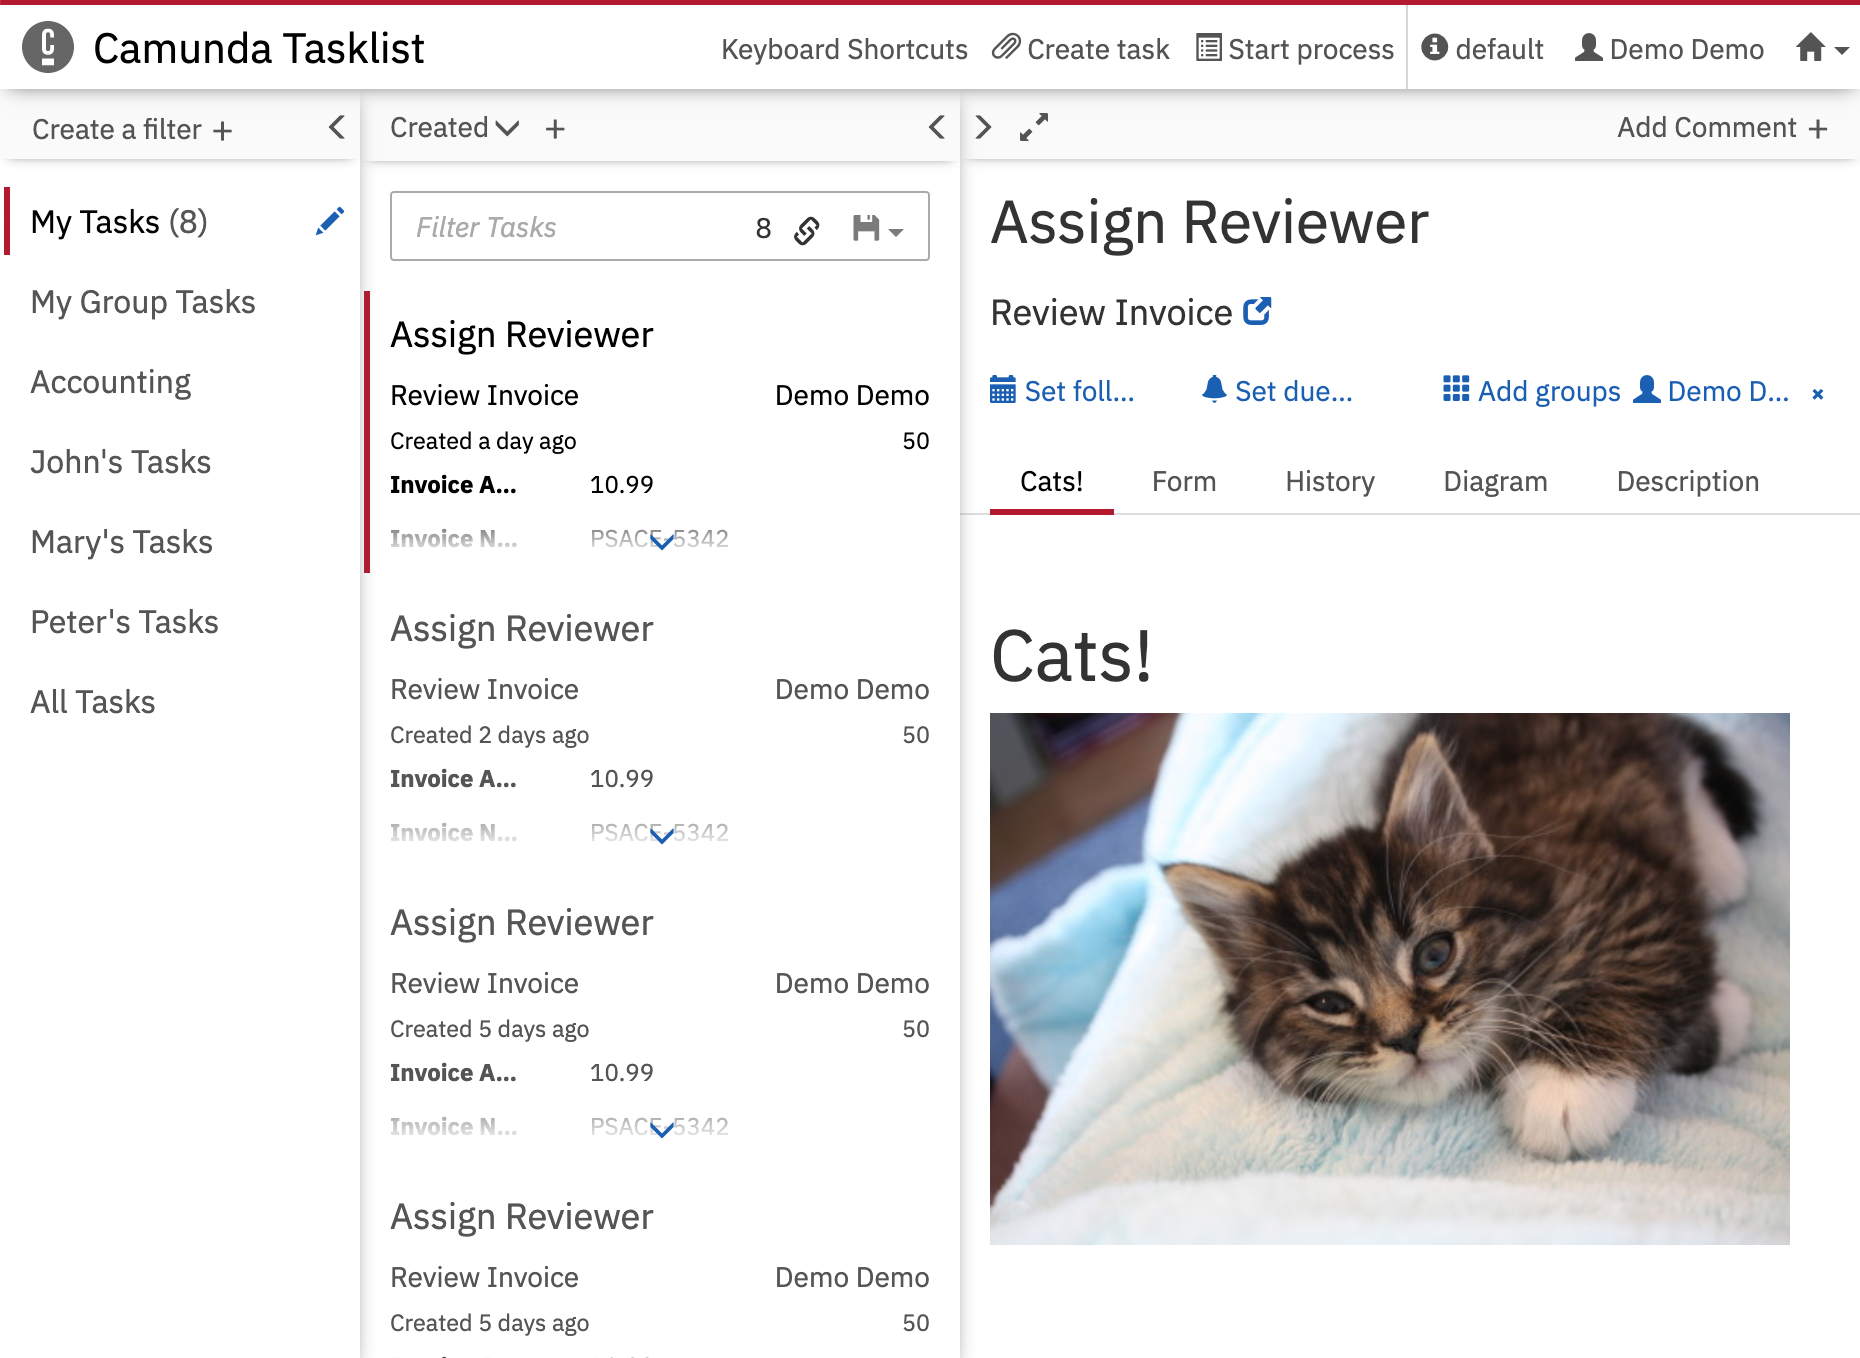 Camunda Tasklist
Keyboard Shortcuts
Create task
Start process
default
Demo Demo
Create a filter +
My Tasks (8)
My Group Tasks
Accounting
John's Tasks
Mary's Tasks
Peter's Tasks
All Tasks
Created +
Filter Tasks 8
Assign Reviewer
Review Invoice Demo Demo
Created a day ago 50
Invoice A... 10.99
Invoice N... PSACE-5342
Assign Reviewer
Review Invoice Demo Demo
Created 2 days ago 50
Invoice A... 10.99
Invoice N... PSACE-5342
Assign Reviewer
Review Invoice Demo Demo
Created 5 days ago 50
Invoice A... 10.99
Invoice N... PSACE-5342
Assign Reviewer
Review Invoice Demo Demo
Created 5 days ago 50
Add Comment +
Assign Reviewer
Review Invoice
Set foll... Set due... Add groups Demo D... ×
Cats! Form History Diagram Description
Cats!